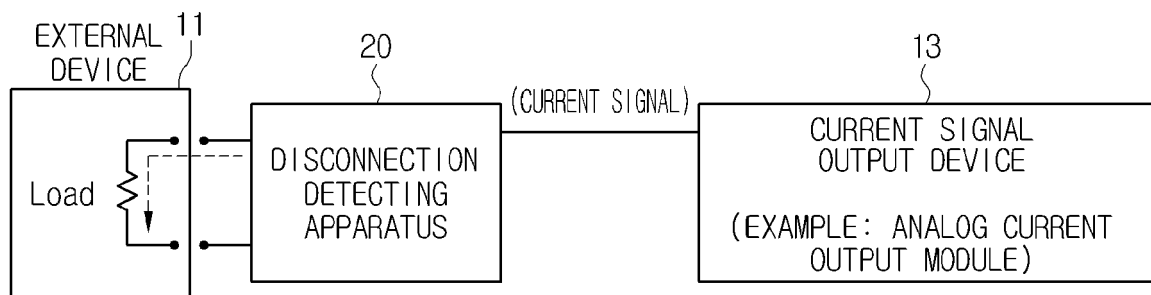 EXTERNAL
DEVICE
11
Load
20
DISCONNECTION
DETECTING
APPARATUS
(CURRENT SIGNAL)
13
CURRENT SIGNAL
OUTPUT DEVICE
(EXAMPLE: ANALOG CURRENT
OUTPUT MODULE)